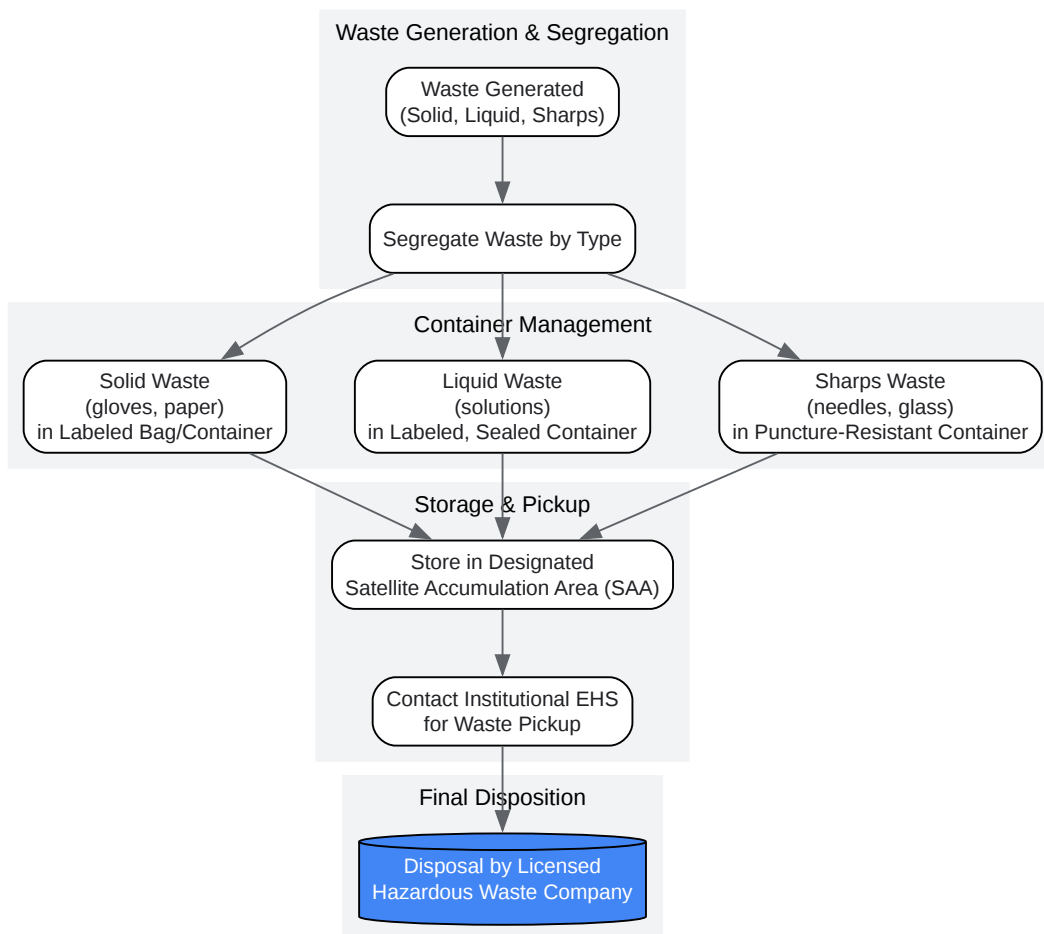 Waste Generation & Segregation
Waste Generated
(Solid, Liquid, Sharps)
Segregate Waste by Type
Container Management
Solid Waste
(gloves, paper)
in Labeled Bag/Container
Liquid Waste
(solutions)
in Labeled, Sealed Container
Sharps Waste
(needles, glass)
in Puncture-Resistant Container
Storage & Pickup
Store in Designated
Satellite Accumulation Area (SAA)
Contact Institutional EHS
for Waste Pickup
Final Disposition
Disposal by Licensed
Hazardous Waste Company